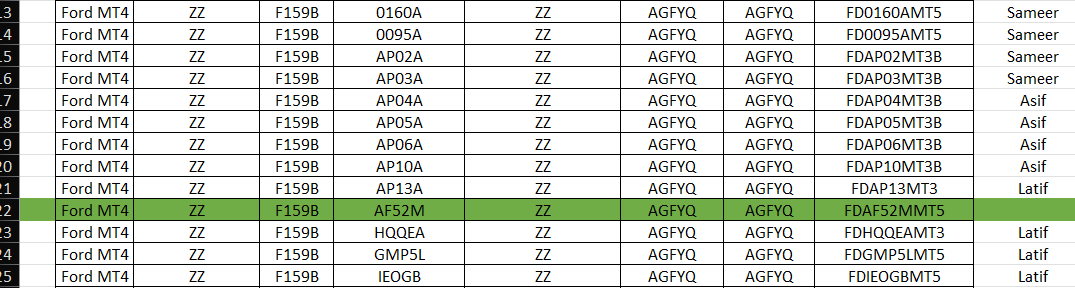 13 Ford MT4 ZZ F159B 0160A ZZ AGFYQ AGFYQ FD0160AMT5 Sameer
14 Ford MT4 ZZ F159B 0095A ZZ AGFYQ AGFYQ FD0095AMT5 Sameer
15 Ford MT4 ZZ F159B AP02A ZZ AGFYQ AGFYQ FDAP02MT3B Sameer
16 Ford MT4 ZZ F159B AP03A ZZ AGFYQ AGFYQ FDAP03MT3B Sameer
17 Ford MT4 ZZ F159B AP04A ZZ AGFYQ AGFYQ FDAP04MT3B Asif
18 Ford MT4 ZZ F159B AP05A ZZ AGFYQ AGFYQ FDAP05MT3B Asif
19 Ford MT4 ZZ F159B AP06A ZZ AGFYQ AGFYQ FDAP06MT3B Asif
20 Ford MT4 ZZ F159B AP10A ZZ AGFYQ AGFYQ FDAP10MT3B Asif
21 Ford MT4 ZZ F159B AP13A ZZ AGFYQ AGFYQ FDAP13MT3 Latif
22 Ford MT4 ZZ F159B AF52M ZZ AGFYQ AGFYQ FDAF52MMT5
23 Ford MT4 ZZ F159B HQQEA ZZ AGFYQ AGFYQ FDHQQEAMT3 Latif
24 Ford MT4 ZZ F159B GMP5L ZZ AGFYQ AGFYQ FDGMP5LMT5 Latif
25 Ford MT4 ZZ F159B IEOGB ZZ AGFYQ AGFYQ FDIEOGBMT5 Latif